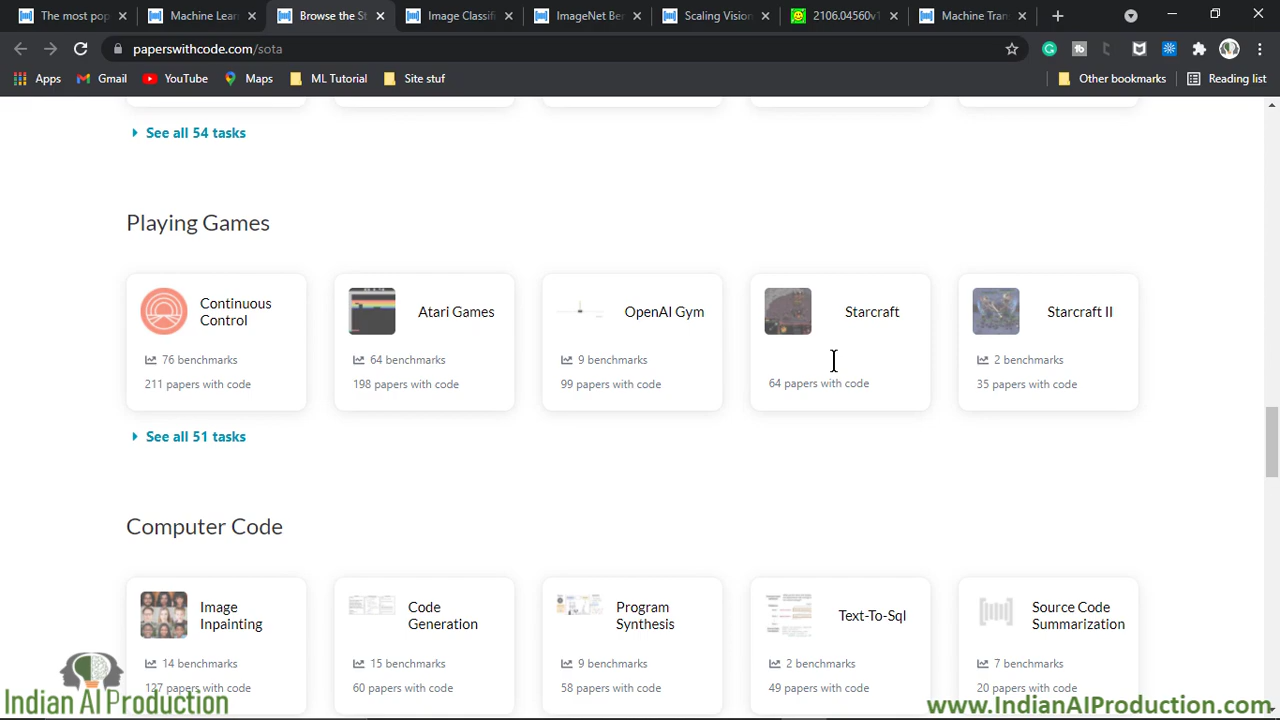 The most pop
Machine Lea
Browse the St
Image Classifi
ImageNet Ben
Scaling Vision
2106.04560v1
Machine Tran
paperswithcode.com/sota
Apps
Gmail
YouTube
Maps
ML Tutorial
Site stuf
Other bookmarks
Reading list
See all 54 tasks
Playing Games
Continuous Control
76 benchmarks
211 papers with code
Atari Games
64 benchmarks
198 papers with code
OpenAI Gym
9 benchmarks
99 papers with code
Starcraft
64 papers with code
Starcraft II
2 benchmarks
35 papers with code
See all 51 tasks
Computer Code
Image Inpainting
14 benchmarks
127 papers with code
Code Generation
15 benchmarks
60 papers with code
Program Synthesis
9 benchmarks
58 papers with code
Text-To-Sql
2 benchmarks
49 papers with code
Source Code Summarization
7 benchmarks
20 papers with code
Indian AI Production
www.IndianAIProduction.com